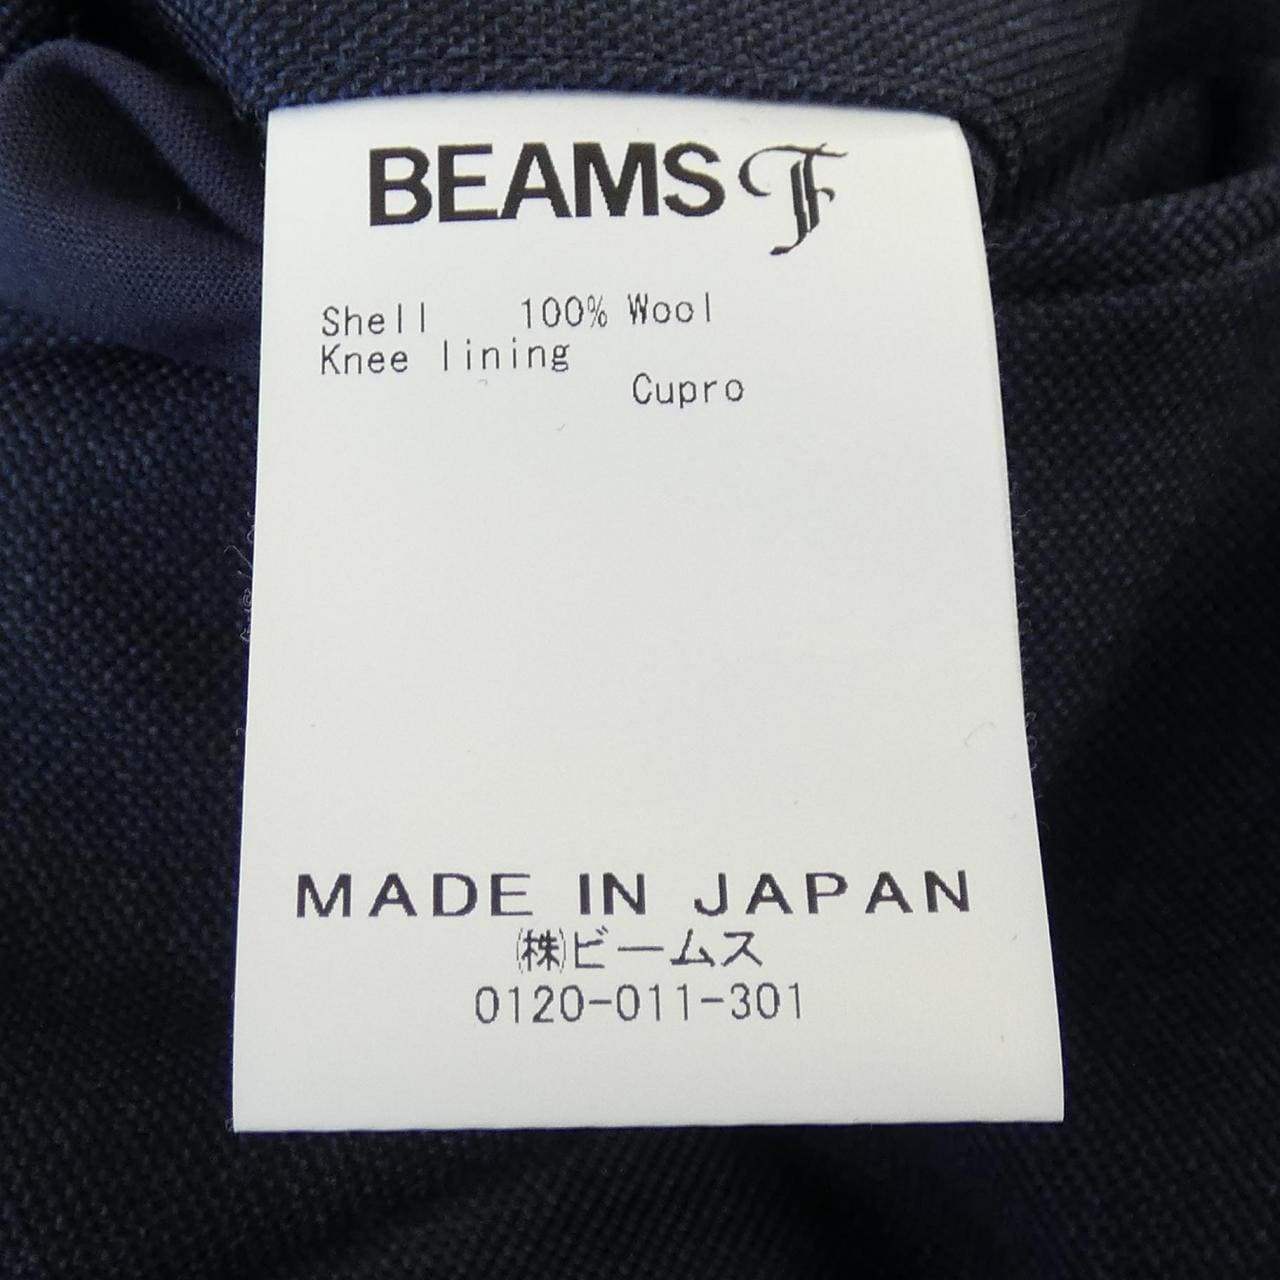 BEAMS F
Shell 100% Wool
Knee lining
Cupro
MADE IN JAPAN
㈱ビームス
0120-011-301